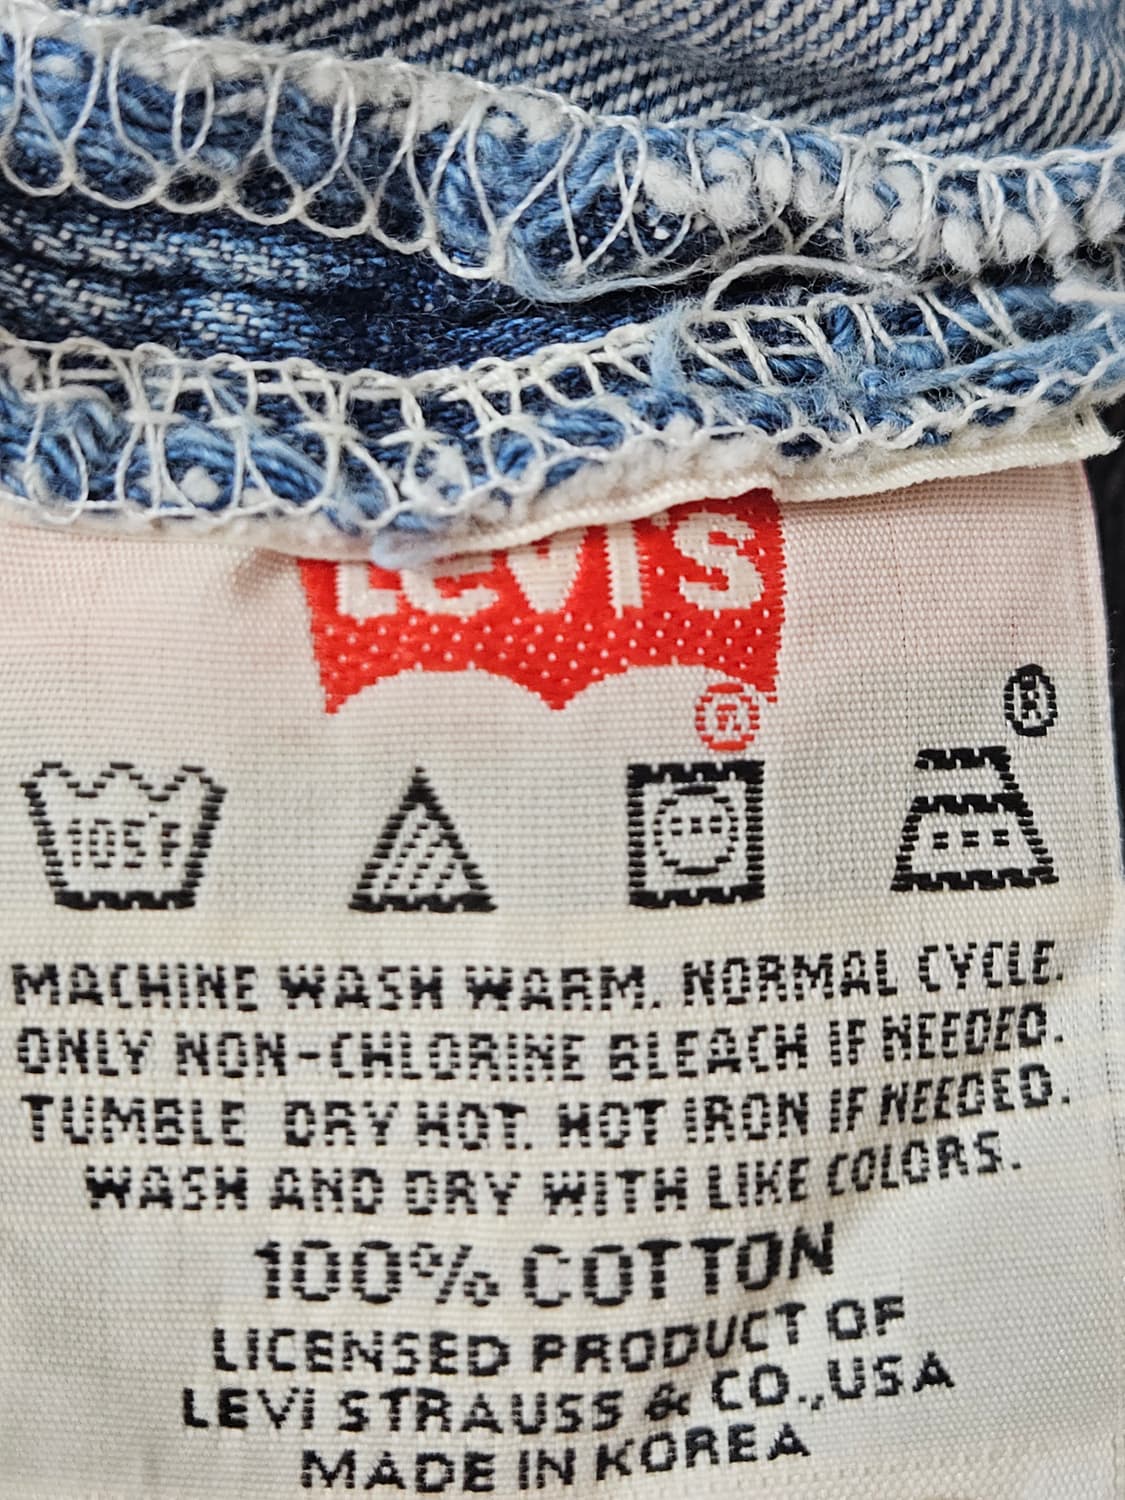 LEVI'S
®
®
105°F
MACHINE WASH WARM. NORMAL CYCLE.
ONLY NON-CHLORINE BLEACH IF NEEDED.
TUMBLE DRY HOT. HOT IRON IF NEEDED.
WASH AND DRY WITH LIKE COLORS.
100% COTTON
LICENSED PRODUCT OF
LEVI STRAUSS & CO., USA
MADE IN KOREA